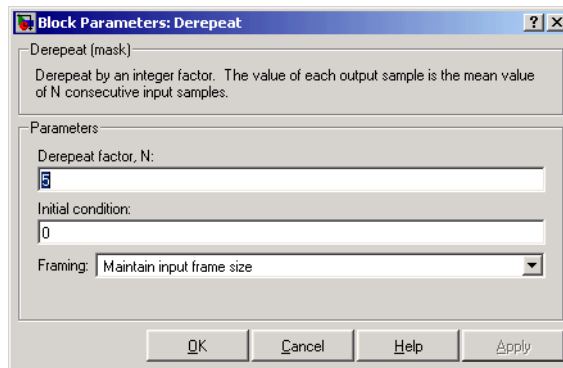 Block Parameters: Derepeat
Derepeat (mask)
Derepeat by an integer factor. The value of each output sample is the mean value
of N consecutive input samples.
Parameters
Derepeat factor, N:
5
Initial condition:
0
Framing: Maintain input frame size
OK Cancel Help Apply